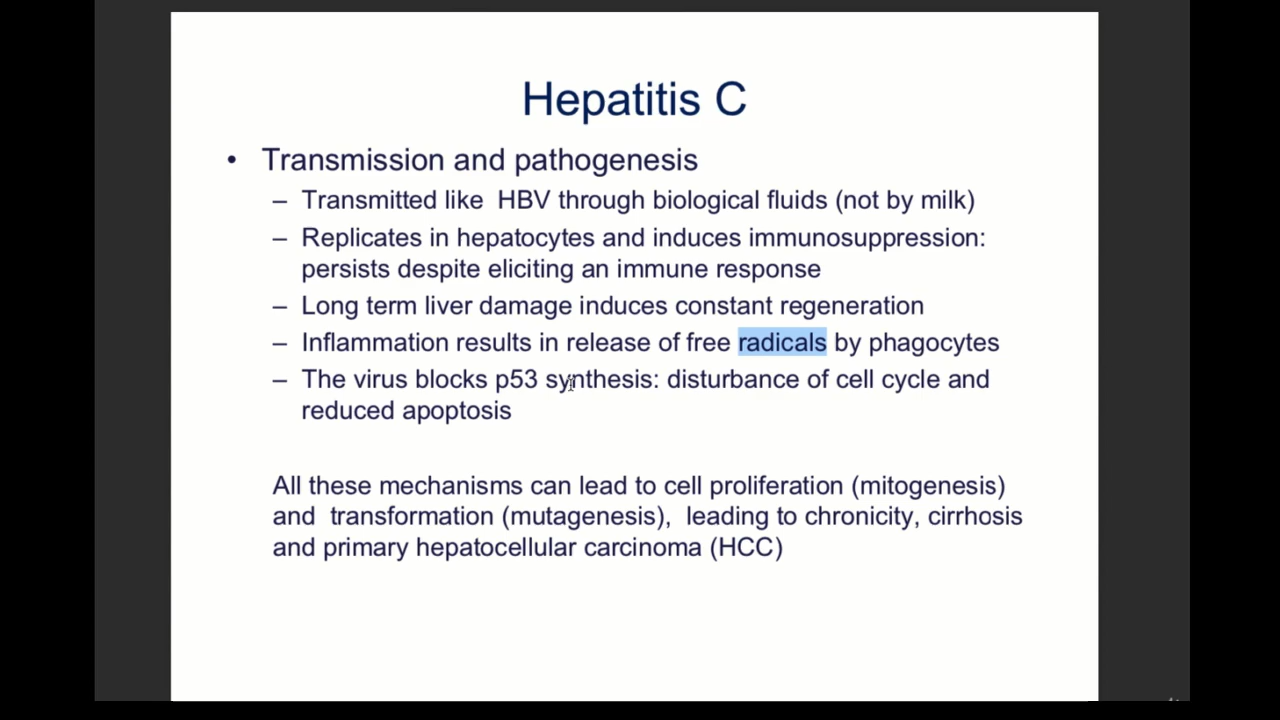 Hepatitis C
• Transmission and pathogenesis
– Transmitted like HBV through biological fluids (not by milk)
– Replicates in hepatocytes and induces immunosuppression:
persists despite eliciting an immune response
– Long term liver damage induces constant regeneration
– Inflammation results in release of free radicals by phagocytes
– The virus blocks p53 synthesis: disturbance of cell cycle and
reduced apoptosis
All these mechanisms can lead to cell proliferation (mitogenesis)
and transformation (mutagenesis), leading to chronicity, cirrhosis
and primary hepatocellular carcinoma (HCC)